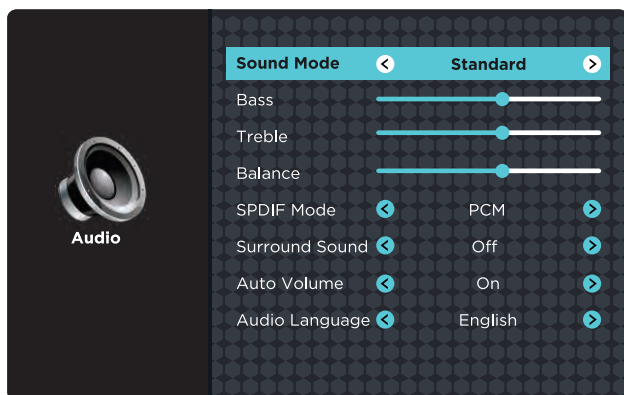 Sound Mode Standard
Bass
Treble
Balance
SPDIF Mode PCM
Surround Sound Off
Auto Volume On
Audio Language English
Audio